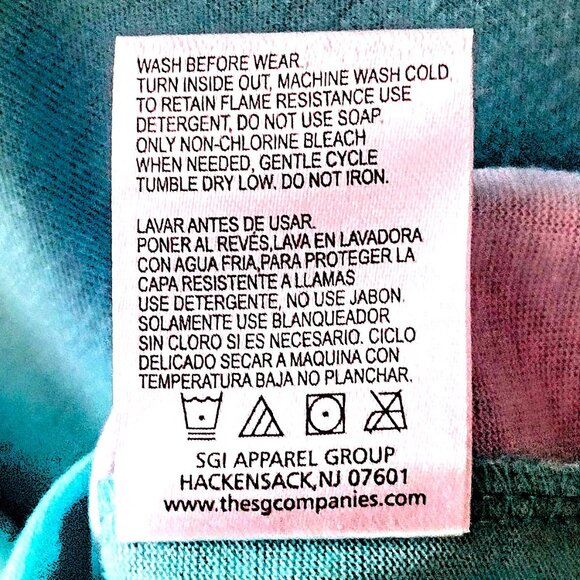 WASH BEFORE WEAR.
TURN INSIDE OUT, MACHINE WASH COLD,
TO RETAIN FLAME RESISTANCE USE
DETERGENT, DO NOT USE SOAP.
ONLY NON-CHLORINE BLEACH
WHEN NEEDED, GENTLE CYCLE
TUMBLE DRY LOW. DO NOT IRON.
LAVAR ANTES DE USAR.
PONER AL REVÉS,LAVA EN LAVADORA
CON AGUA FRIA,PARA PROTEGER LA
CAPA RESISTENTE A LLAMAS
USE DETERGENTE, NO USE JABON.
SOLAMENTE USE BLANQUEADOR
SIN CLORO SI ES NECESARIO. CICLO
DELICADO SECAR A MAQUINA CON
TEMPERATURA BAJA NO PLANCHAR.
SGI APPAREL GROUP
HACKENSACK,NJ 07601
www.thesgcompanies.com